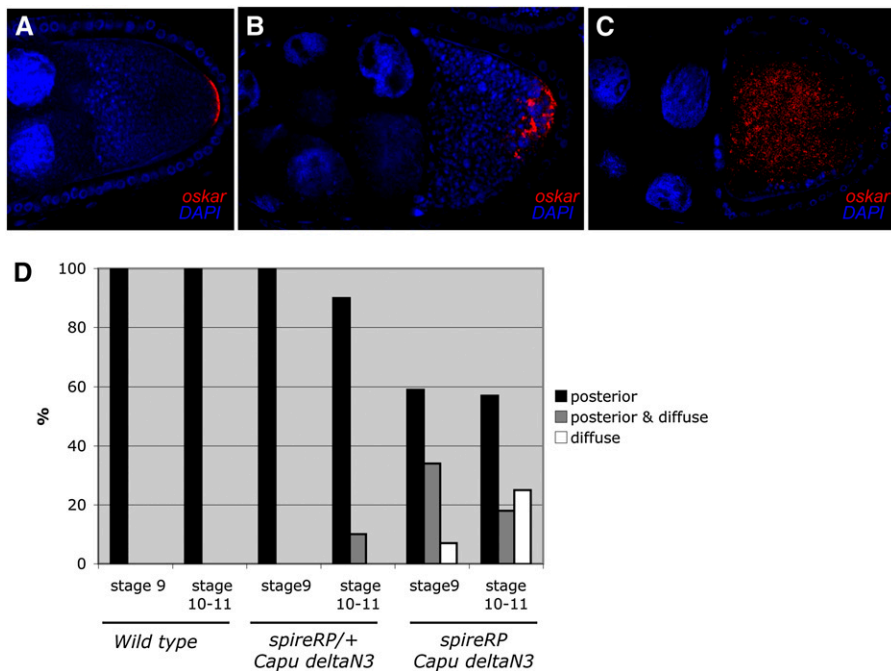 A
B
C
oskar
DAPI
oskar
DAPI
oskar
DAPI
D
100
80
60
40
20
0
%
posterior
posterior & diffuse
diffuse
stage 9
stage
10-11
stage9
stage
10-11
stage9
stage
10-11
Wild type
spireRP/+
Capu deltaN3
spireRP
Capu deltaN3